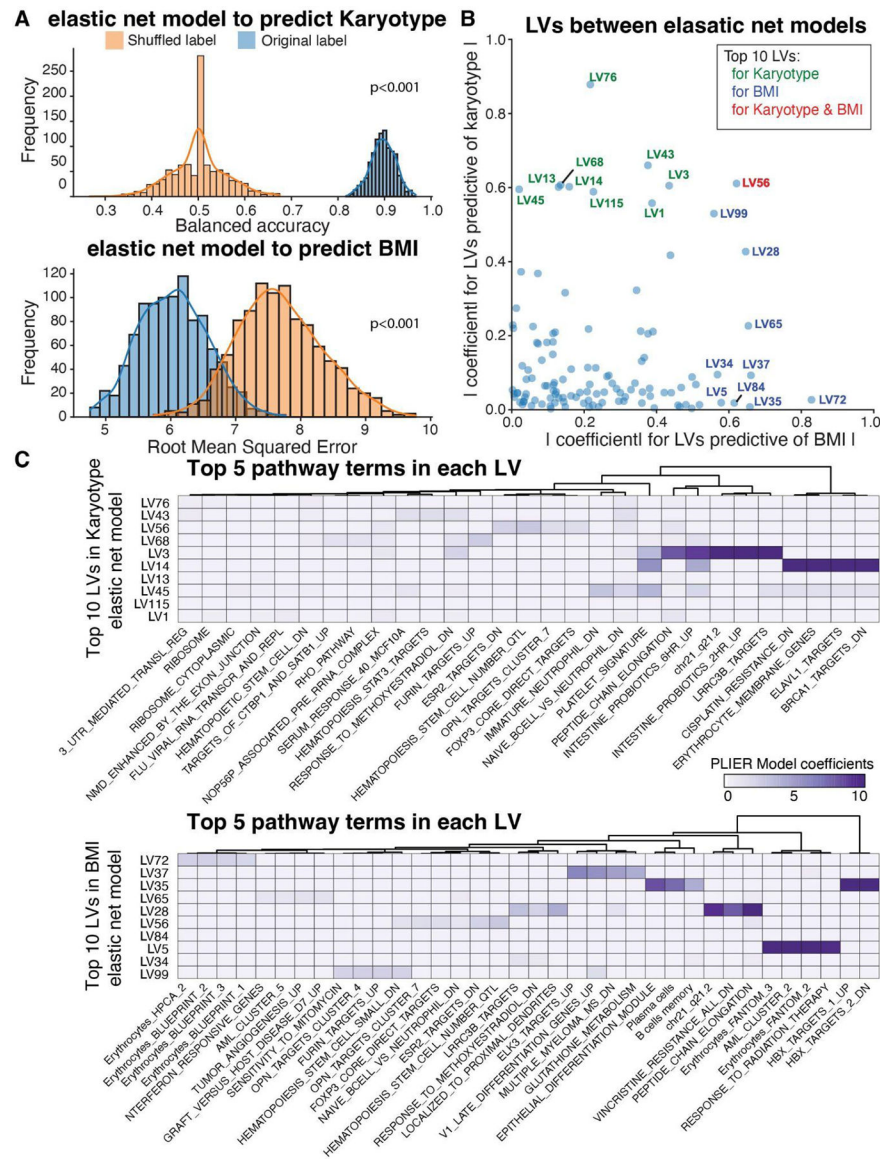 A elastic net model to predict Karyotype
Shuffled label
Original label
Frequency
250
200
150
100
50
0
p<0.001
0.3 0.4 0.5 0.6 0.7 0.8 0.9 1.0
Balanced accuracy
elastic net model to predict BMI
Frequency
120
100
80
60
40
20
0
p<0.001
5 6 7 8 9 10
Root Mean Squared Error
B LVs between elasatic net models
| coefficientl for LVs predictive of karyotype |
1.0
0.8
0.6
0.4
0.2
0.0
Top 10 LVs:
for Karyotype
for BMI
for Karyotype & BMI
LV76
LV43
LV68
LV13
LV14
LV3
LV56
LV45
LV115
LV1
LV99
LV28
LV65
LV34
LV37
LV5
LV84
LV35
LV72
0.0 0.2 0.4 0.6 0.8 1.0
| coefficientl for LVs predictive of BMI |
C Top 5 pathway terms in each LV
Top 10 LVs in Karyotype
elastic net model
LV76
LV43
LV56
LV68
LV3
LV14
LV13
LV45
LV115
LV1
3_UTR_MEDIATED_TRANSL_REG
RIBOSOME
RIBOSOME_CYTOPLASMIC
NMD_ENHANCED_BY_THE_EXON_JUNCTION
FLU_VIRAL_RNA_TRANSCR_AND_REPL
HEMATOPOIETIC_STEM_CELL_DN
TARGETS_OF_CTBP1_AND_SATB1_UP
RHO_PATHWAY
NOP56P_ASSOCIATED_PRE_RRNA_COMPLEX
SERUM_RESPONSE_40_MCF10A
HEMATOPOIESIS_STAT3_TARGETS
RESPONSE_TO_METHOXYESTRADIOL_DN
FURIN_TARGETS_UP
ESR2_TARGETS_DN
HEMATOPOIESIS_STEM_CELL_NUMBER_QTL
OPN_TARGETS_CLUSTER_7
FOXP3_CORE_DIRECT_TARGETS
IMMATURE_NEUTROPHIL_DN
NAIVE_BCELL_VS_NEUTROPHIL_DN
PLATELET_SIGNATURE
PEPTIDE_CHAIN_ELONGATION
INTESTINE_PROBIOTICS_6HR_UP
chr21_q21.2
INTESTINE_PROBIOTICS_2HR_UP
LRRC3B_TARGETS
CISPLATIN_RESISTANCE_DN
ERYTHROCYTE_MEMBRANE_GENES
ELAVL1_TARGETS
BRCA1_TARGETS_DN
PLIER Model coefficients
0 5 10
Top 5 pathway terms in each LV
Top 10 LVs in BMI
elastic net model
LV72
LV37
LV35
LV65
LV28
LV56
LV84
LV5
LV34
LV99
Erythrocytes_HPCA_2
Erythrocytes_BLUEPRINT_2
Erythrocytes_BLUEPRINT_3
Erythrocytes_BLUEPRINT_1
NTERFERON_RESPONSIVE_GENES
AML_CLUSTER_5
TUMOR_ANGIOGENESIS_UP
GRAFT_VERSUS_HOST_DISEASE_D7_UP
SENSITIVITY_TO_MITOMYCIN
OPN_TARGETS_CLUSTER_4
FURIN_TARGETS_UP
HEMATOPOIESIS_STEM_CELL_SMALL_DN
OPN_TARGETS_CLUSTER_7
FOXP3_CORE_DIRECT_TARGETS
NAIVE_BCELL_VS_NEUTROPHIL_DN
ESR2_TARGETS_DN
HEMATOPOIESIS_STEM_CELL_NUMBER_QTL
LRRC3B_TARGETS
RESPONSE_TO_METHOXYESTRADIOL_DN
LOCALIZED_TO_PROXIMAL_DENDRITES
ELK3_TARGETS_UP
V1_LATE_DIFFERENTIATION_GENES_UP
MULTIPLE_MYELOMA_MS_DN
GLUTATHIONE_METABOLISM
EPITHELIAL_DIFFERENTIATION_MODULE
Plasma cells
B cells memory
chr21_q21.2
VINCRISTINE_RESISTANCE_ALL_DN
PEPTIDE_CHAIN_ELONGATION
Erythrocytes_FANTOM_3
AML_CLUSTER_2
Erythrocytes_FANTOM_2
RESPONSE_TO_RADIATION_THERAPY
HBX_TARGETS_1_UP
HBX_TARGETS_2_DN